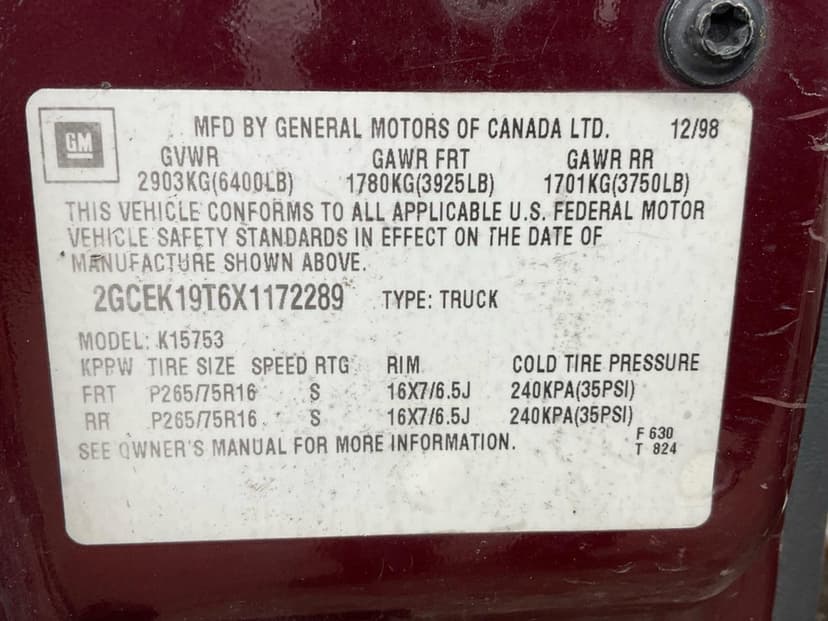 GM
MFD BY GENERAL MOTORS OF CANADA LTD. 12/98
GVWR GAWR FRT GAWR RR
2903KG(6400LB) 1780KG(3925LB) 1701KG(3750LB)
THIS VEHICLE CONFORMS TO ALL APPLICABLE U.S. FEDERAL MOTOR
VEHICLE SAFETY STANDARDS IN EFFECT ON THE DATE OF
MANUFACTURE SHOWN ABOVE.
2GCEK19T6X1172289 TYPE: TRUCK
MODEL: K15753
KPPW TIRE SIZE SPEED RTG RIM COLD TIRE PRESSURE
FRT P265/75R16 S 16X7/6.5J 240KPA(35PSI)
RR P265/75R16 S 16X7/6.5J 240KPA(35PSI)
SEE OWNER'S MANUAL FOR MORE INFORMATION.
F 630
T 824